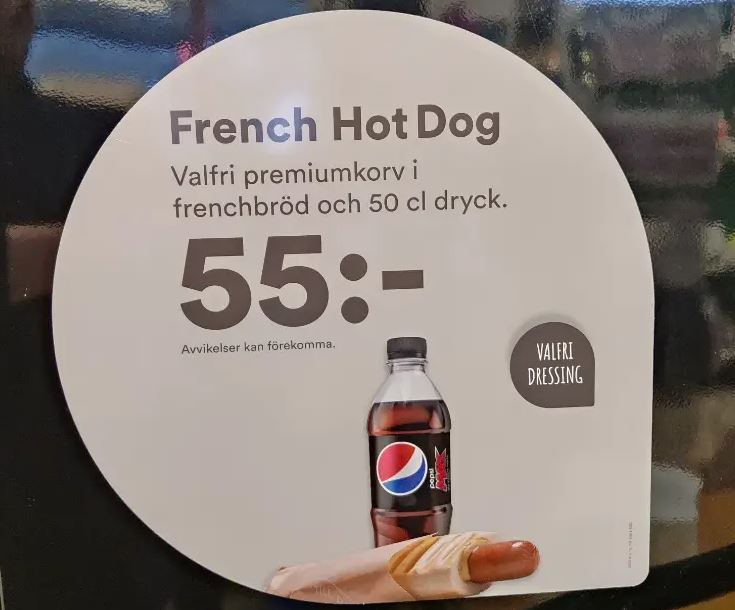 French Hot Dog
Valfri premiumkorv i
frenchbröd och 50 cl dryck.
55:-
Avvikelser kan förekomma.
VALFRI
DRESSING
pepsi
MAX